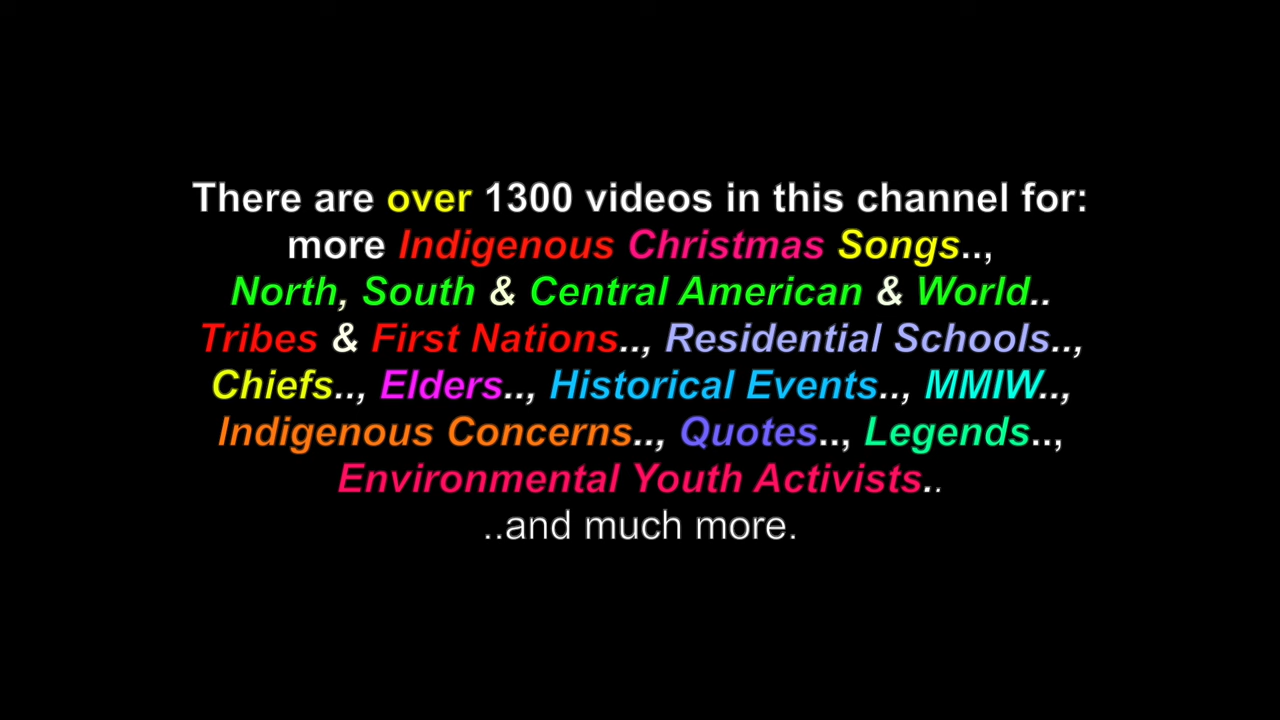 There are over 1300 videos in this channel for:
more Indigenous Christmas Songs..,
North, South & Central American & World..
Tribes & First Nations.., Residential Schools..,
Chiefs.., Elders.., Historical Events.., MMIW..,
Indigenous Concerns.., Quotes.., Legends..,
Environmental Youth Activists..
..and much more.